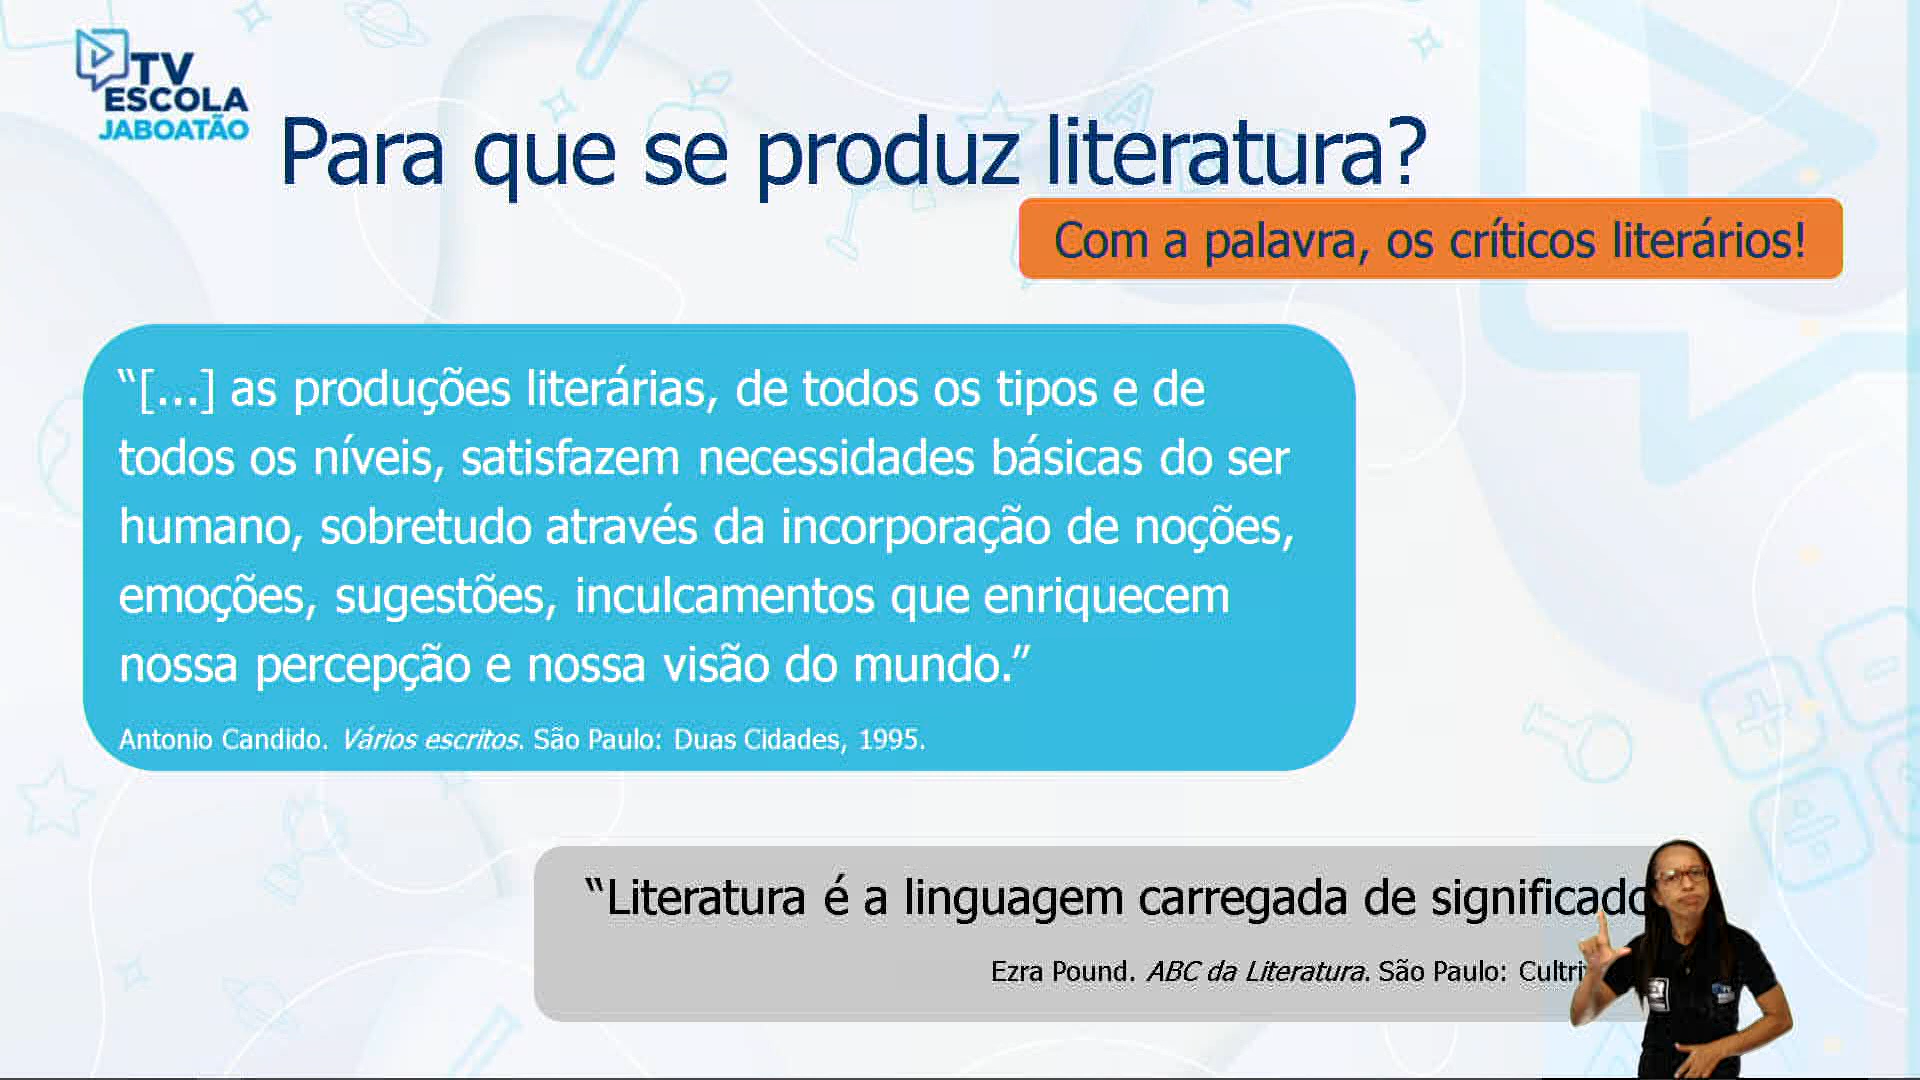 TV
ESCOLA
JABOATÃO
Para que se produz literatura?
Com a palavra, os críticos literários!
“[...] as produções literárias, de todos os tipos e de
todos os níveis, satisfazem necessidades básicas do ser
humano, sobretudo através da incorporação de noções,
emoções, sugestões, inculcamentos que enriquecem
nossa percepção e nossa visão do mundo.”
Antonio Candido. Vários escritos. São Paulo: Duas Cidades, 1995.
“Literatura é a linguagem carregada de
Ezra Pound. ABC da Literatura. São Paulo: